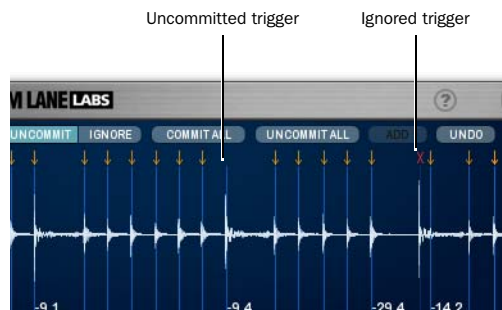 Uncommitted trigger Ignored trigger
M LANE LABS ?
UNCOMMIT IGNORE COMMIT ALL UNCOMMIT ALL ADD UNDO
X
-9.1 -9.4 -29.4 -14.2